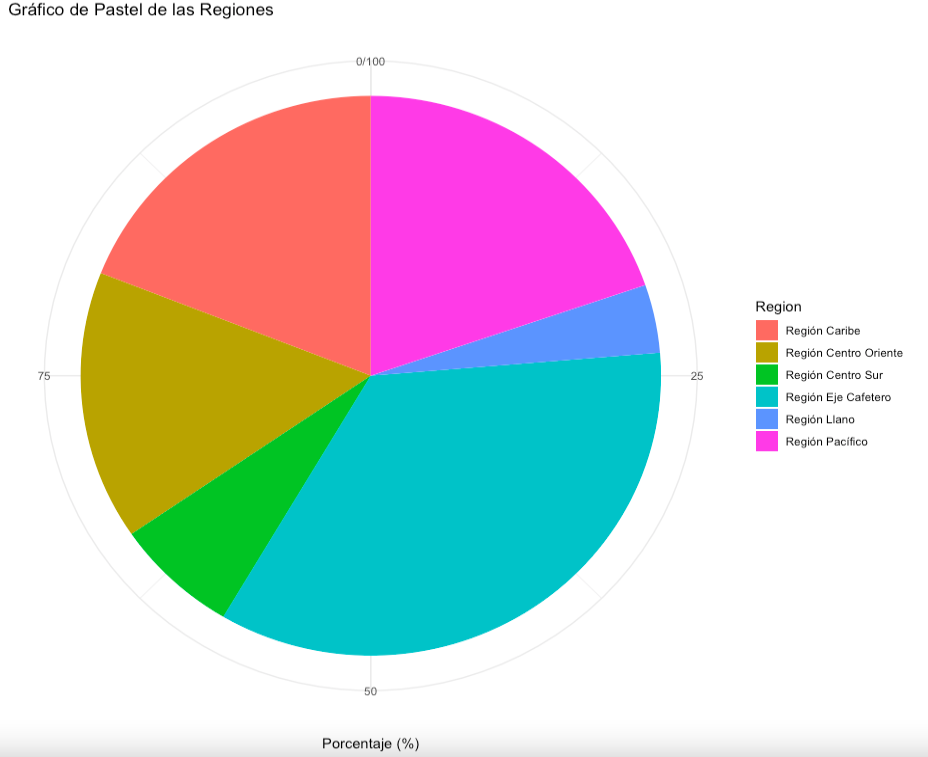 Gráfico de Pastel de las Regiones
0/100
25
50
75
Porcentaje (%)
Region
Región Caribe
Región Centro Oriente
Región Centro Sur
Región Eje Cafetero
Región Llano
Región Pacífico